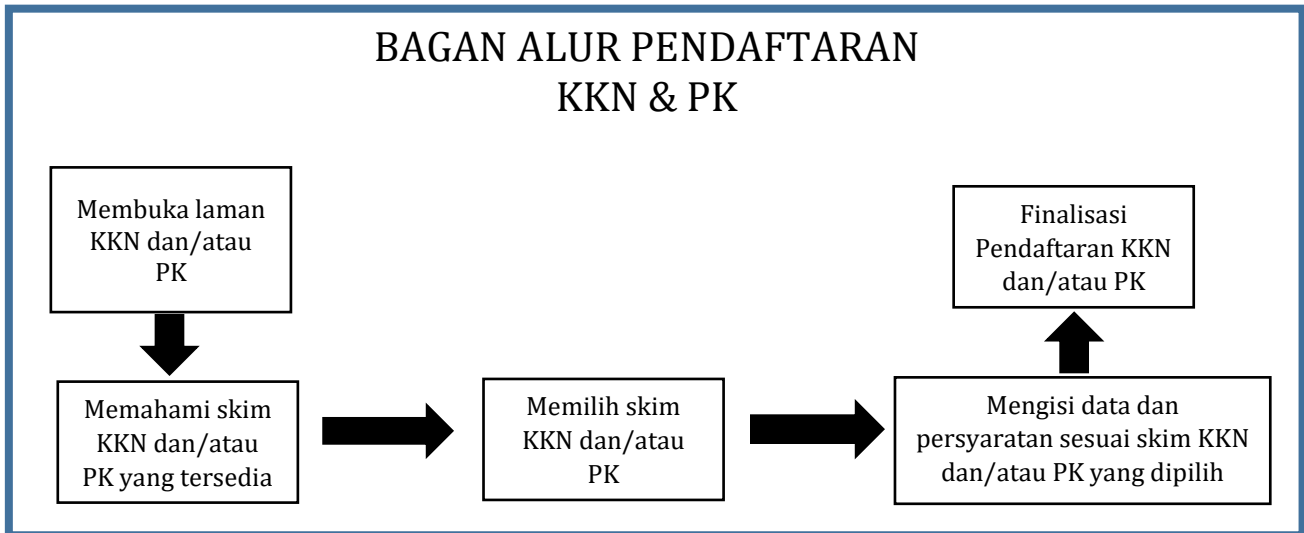 BAGAN ALUR PENDAFTARAN
KKN & PK
Membuka laman
KKN dan/atau
PK
Memahami skim
KKN dan/atau
PK yang tersedia
Memilih skim
KKN dan/atau
PK
Mengisi data dan
persyaratan sesuai skim KKN
dan/atau PK yang dipilih
Finalisasi
Pendaftaran KKN
dan/atau PK